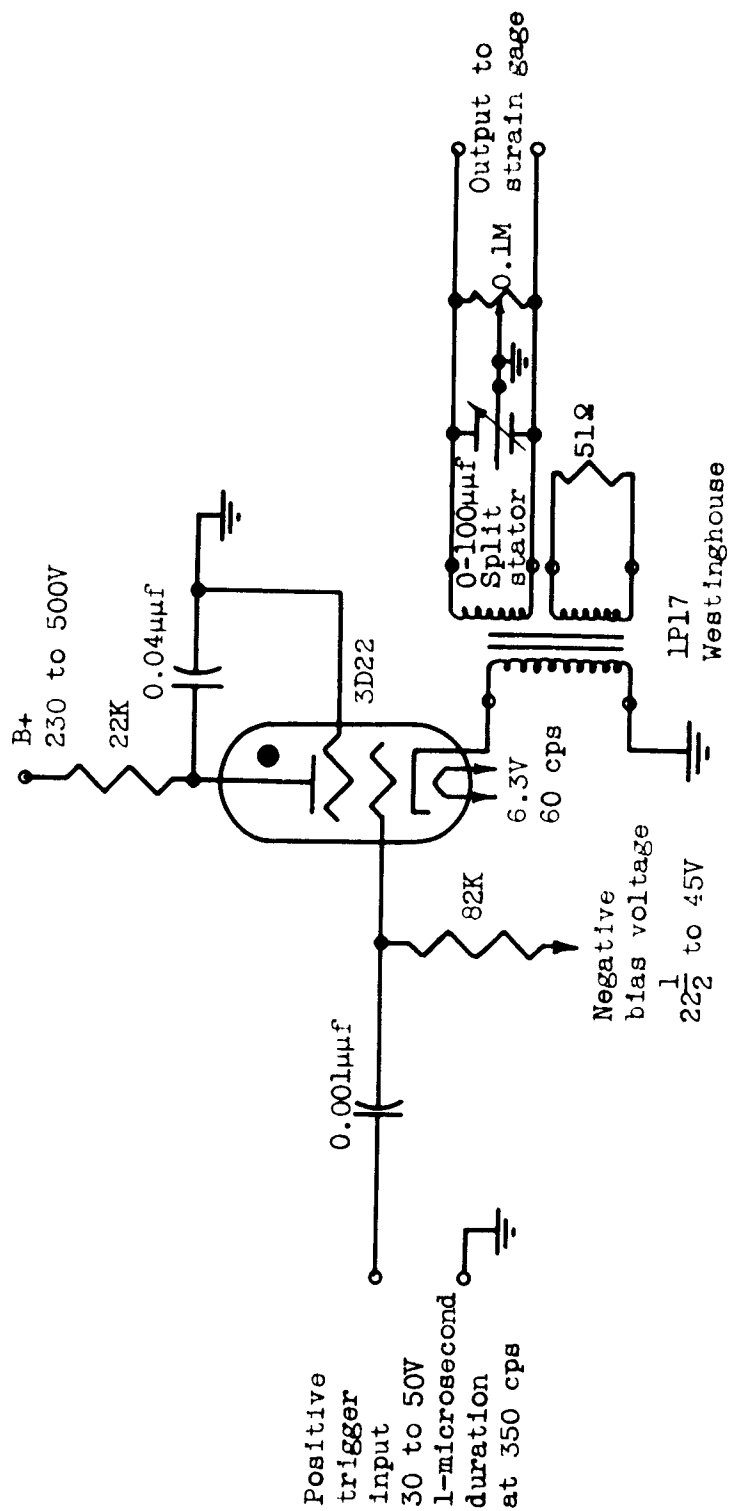 B+
230 to 500V
22K
0.04μμf
3D22
Positive
trigger
input
30 to 50V
1-microsecond
duration
at 350 cps
0.001μμf
82K
Negative
bias voltage
22 1/2 to 45V
6.3V
60 cps
0-100μμf
Split
stator
0.1M
Output to
strain gage
51Ω
1P17
Westinghouse